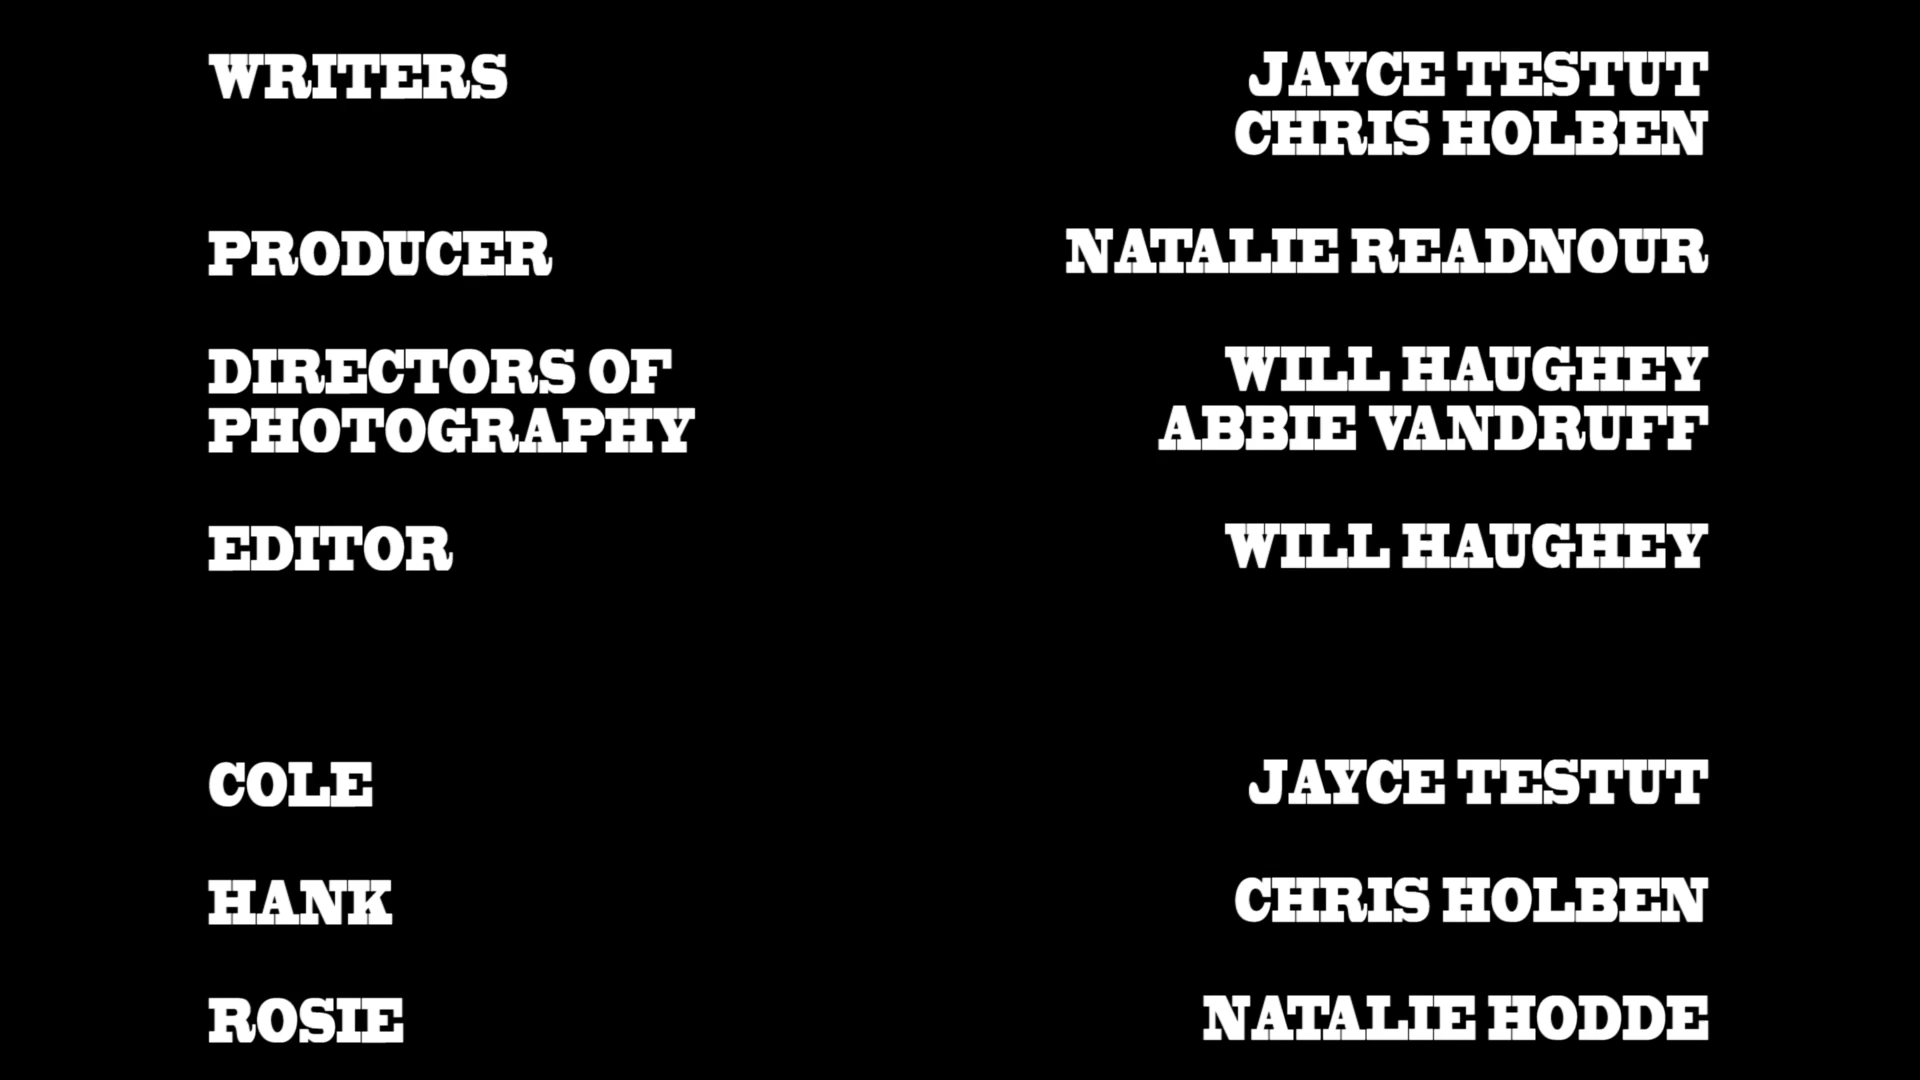 WRITERS JAYCE TESTUT
CHRIS HOLBEN
PRODUCER NATALIE READNOUR
DIRECTORS OF WILL HAUGHEY
PHOTOGRAPHY ABBIE VANDRUFF
EDITOR WILL HAUGHEY
COLE JAYCE TESTUT
HANK CHRIS HOLBEN
ROSIE NATALIE HODDE